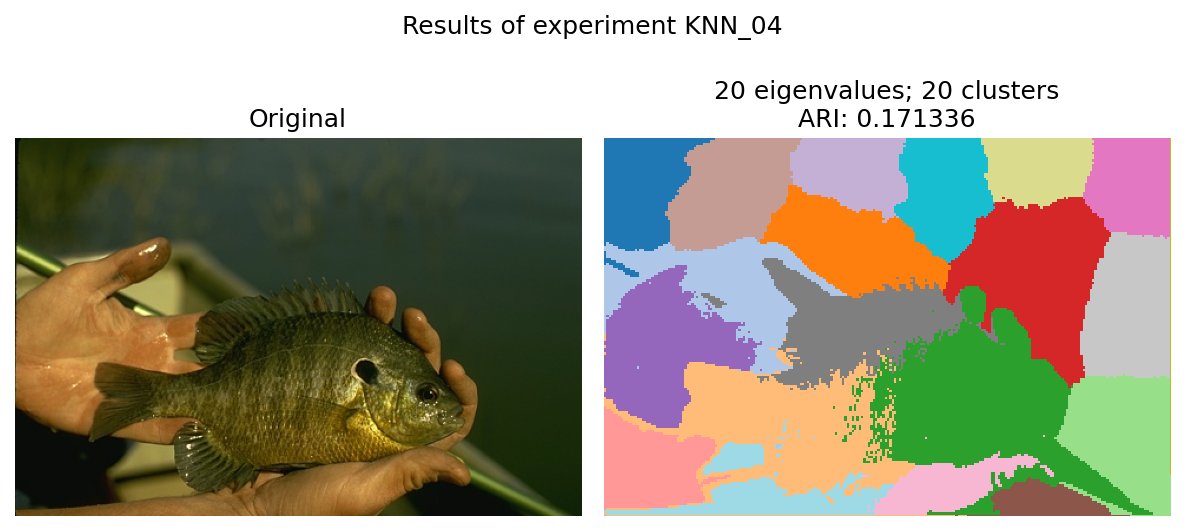 Results of experiment KNN_04
Original
20 eigenvalues; 20 clusters
ARI: 0.171336